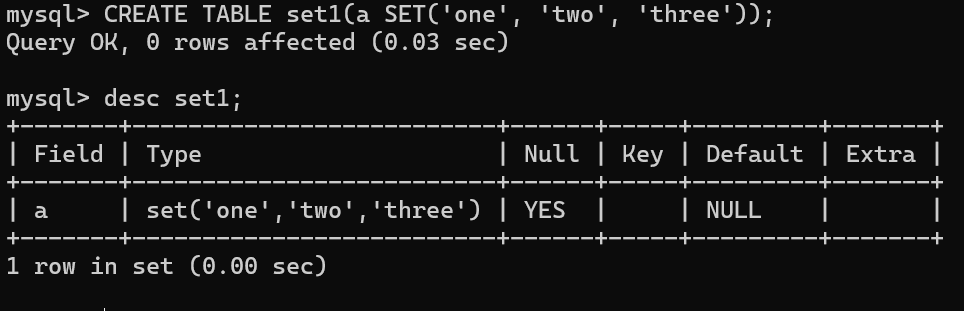 mysql> CREATE TABLE set1(a SET('one', 'two', 'three'));
Query OK, 0 rows affected (0.03 sec)
mysql> desc set1;
+-------+--------------------------+------+-----+---------+-------+
| Field | Type                     | Null | Key | Default | Extra |
+-------+--------------------------+------+-----+---------+-------+
| a     | set('one','two','three') | YES  |     | NULL    |       |
+-------+--------------------------+------+-----+---------+-------+
1 row in set (0.00 sec)